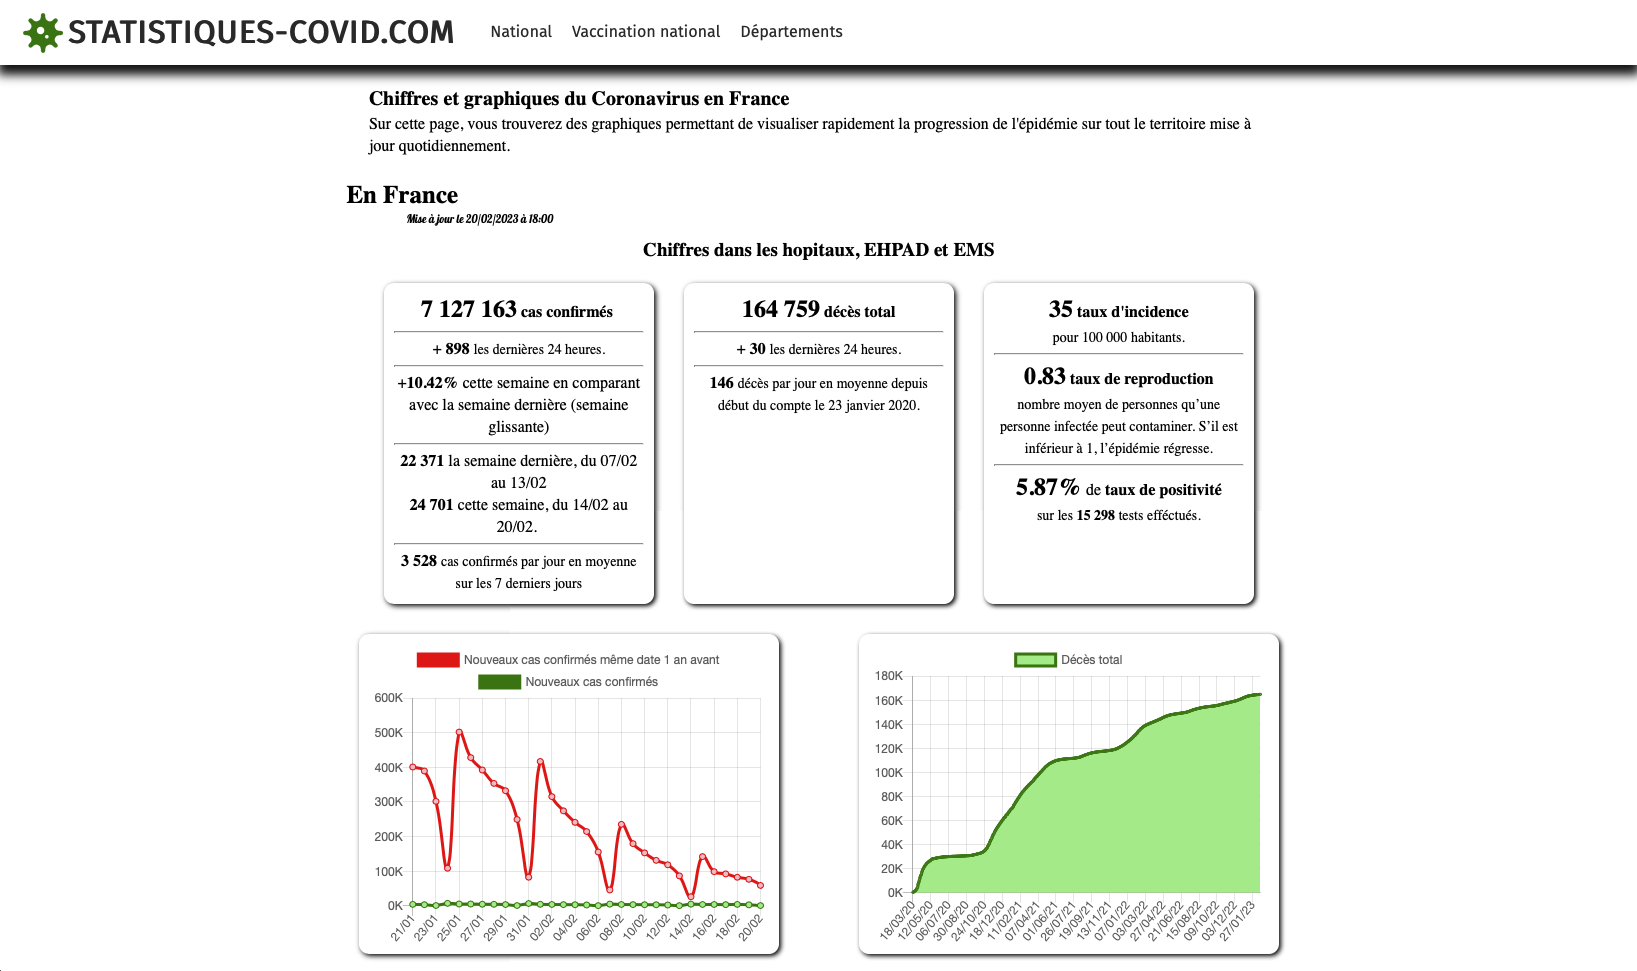 STATISTIQUES-COVID.COM
National Vaccination national Départements
Chiffres et graphiques du Coronavirus en France
Sur cette page, vous trouverez des graphiques permettant de visualiser rapidement la progression de l'épidémie sur tout le territoire mise à
jour quotidiennement.
En France
Mise à jour le 20/02/2023 à 18:00
Chiffres dans les hopitaux, EHPAD et EMS
7 127 163 cas confirmés
+ 898 les dernières 24 heures.
+10.42% cette semaine en comparant
avec la semaine dernière (semaine
glissante)
22 371 la semaine dernière, du 07/02
au 13/02
24 701 cette semaine, du 14/02 au
20/02.
3 528 cas confirmés par jour en moyenne
sur les 7 derniers jours
164 759 décès total
+ 30 les dernières 24 heures.
146 décès par jour en moyenne depuis
début du compte le 23 janvier 2020.
35 taux d'incidence
pour 100 000 habitants.
0.83 taux de reproduction
nombre moyen de personnes qu’une
personne infectée peut contaminer. S’il est
inférieur à 1, l’épidémie régresse.
5.87% de taux de positivité
sur les 15 298 tests efféctués.
Nouveaux cas confirmés même date 1 an avant
Nouveaux cas confirmés
600K
500K
400K
300K
200K
100K
0K
21/01 23/01 25/01 27/01 29/01 31/01 02/02 04/02 06/02 08/02 10/02 12/02 14/02 16/02 18/02 20/02
Décès total
180K
160K
140K
120K
100K
80K
60K
40K
20K
0K
18/03/20 12/05/20 06/07/20 30/08/20 24/10/20 18/12/20 11/02/21 07/04/21 01/06/21 26/07/21 19/09/21 13/11/21 07/01/22 03/03/22 27/04/22 21/06/22 15/08/22 09/10/22 03/12/22 27/01/23